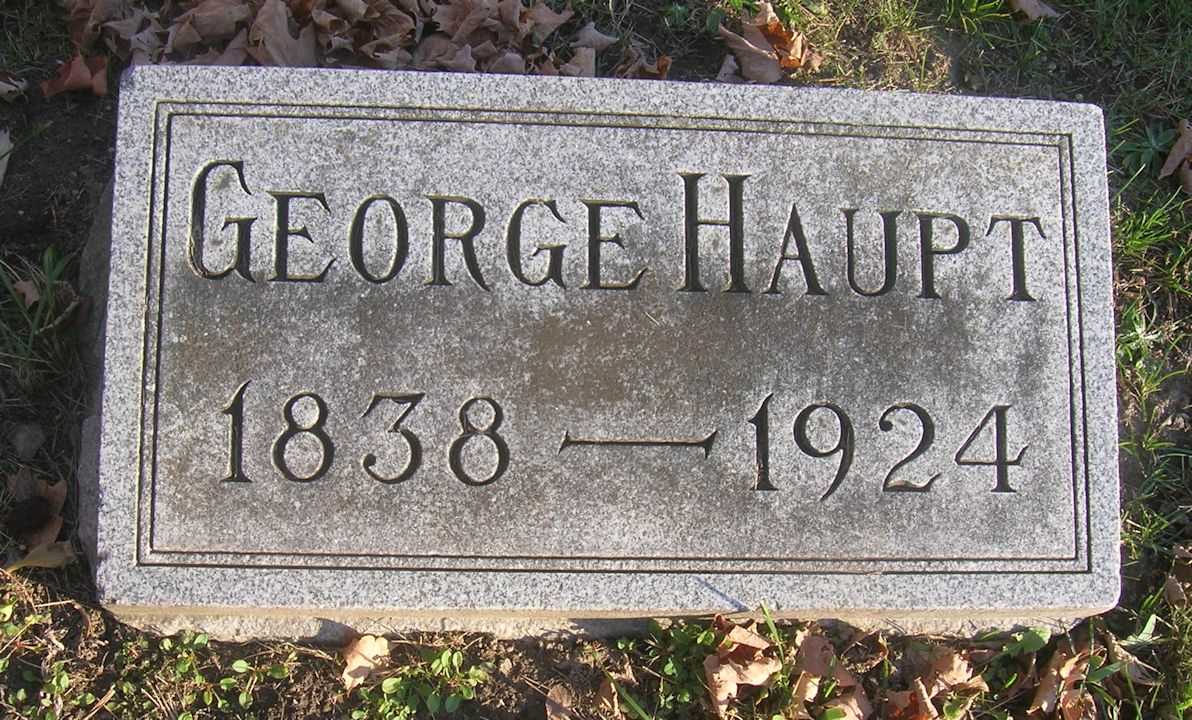 GEORGE HAUPT
1838 — 1924